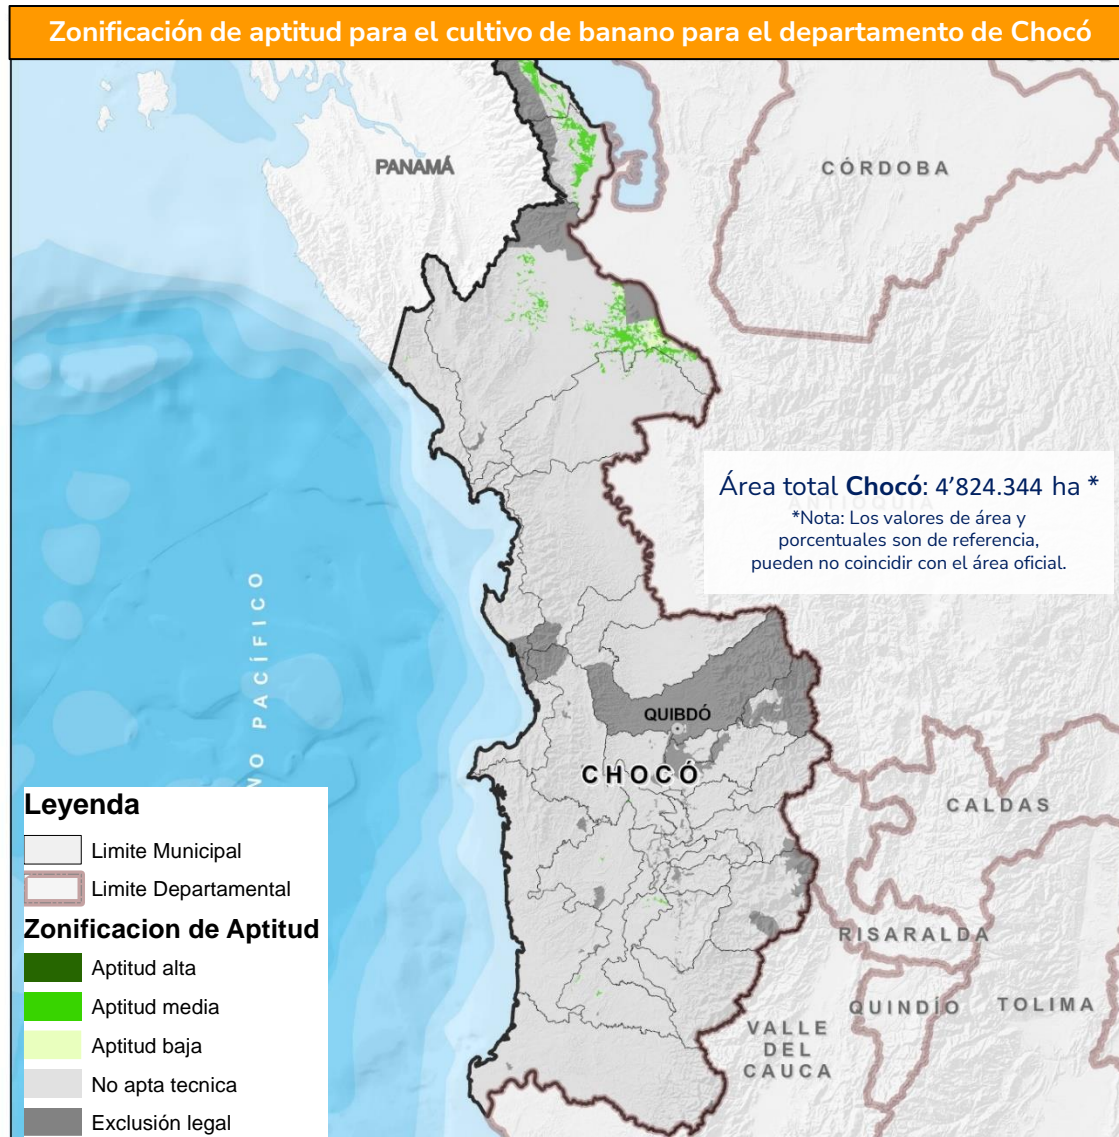 Zonificación de aptitud para el cultivo de banano para el departamento de Chocó
PANAMÁ
CÓRDOBA
Área total Chocó: 4’824.344 ha *
*Nota: Los valores de área y
porcentuales son de referencia,
pueden no coincidir con el área oficial.
NO PACÍFICO
QUIBDÓ
CHOCÓ
CALDAS
RISARALDA
QUINDÍO
TOLIMA
VALLE
DEL
CAUCA
Leyenda
Limite Municipal
Limite Departamental
Zonificacion de Aptitud
Aptitud alta
Aptitud media
Aptitud baja
No apta tecnica
Exclusión legal